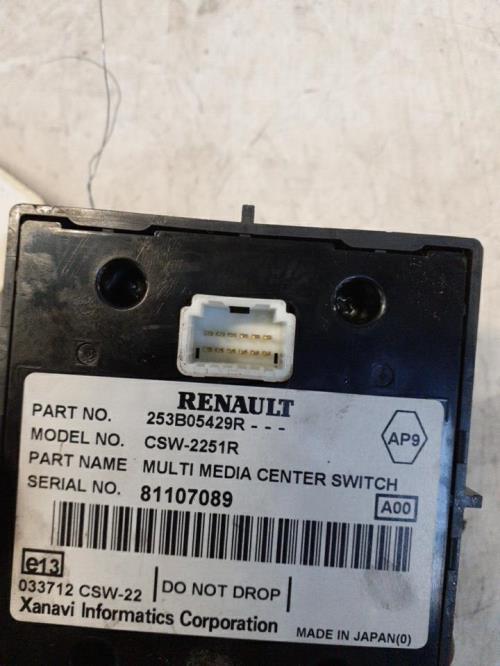 RENAULT
PART NO. 253B05429R - - -
MODEL NO. CSW-2251R
AP9
PART NAME MULTI MEDIA CENTER SWITCH
SERIAL NO. 81107089
A00
e13
033712 CSW-22 DO NOT DROP
Xanavi Informatics Corporation
MADE IN JAPAN(0)